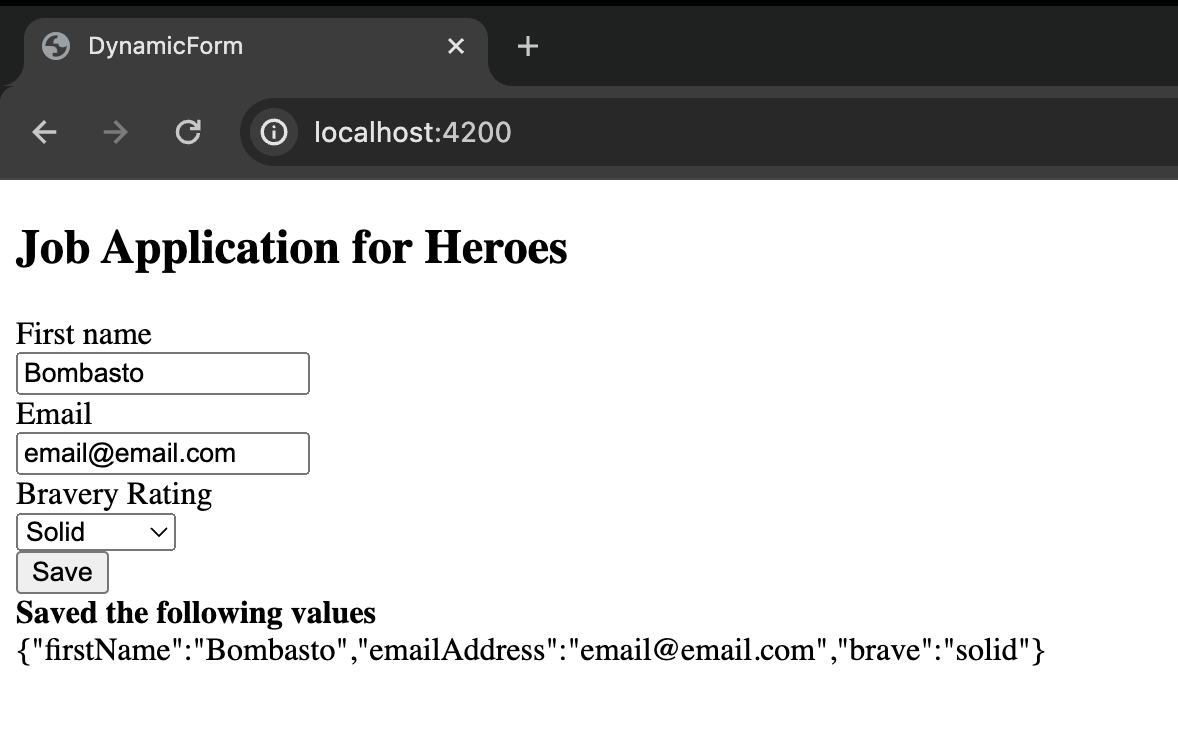 DynamicForm
localhost:4200
Job Application for Heroes
First name
Bombasto
Email
email@email.com
Bravery Rating
Solid
Save
Saved the following values
{"firstName":"Bombasto","emailAddress":"email@email.com","brave":"solid"}